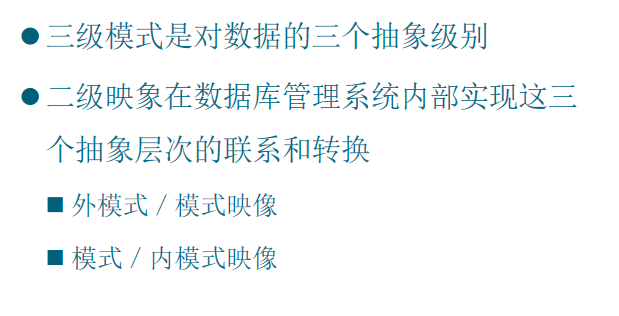 三级模式是对数据的三个抽象级别
二级映象在数据库管理系统内部实现这三
个抽象层次的联系和转换
外模式/模式映像
模式/内模式映像